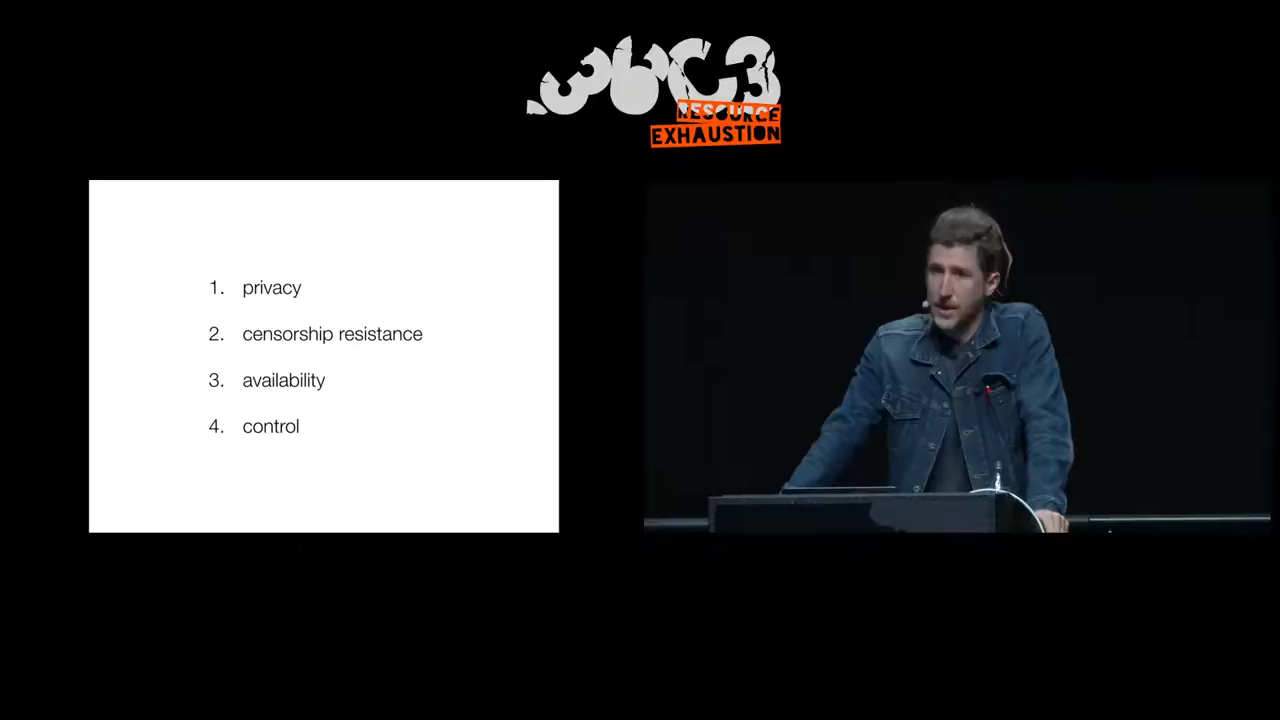 36C3
RESOURCE
EXHAUSTION
1. privacy
2. censorship resistance
3. availability
4. control